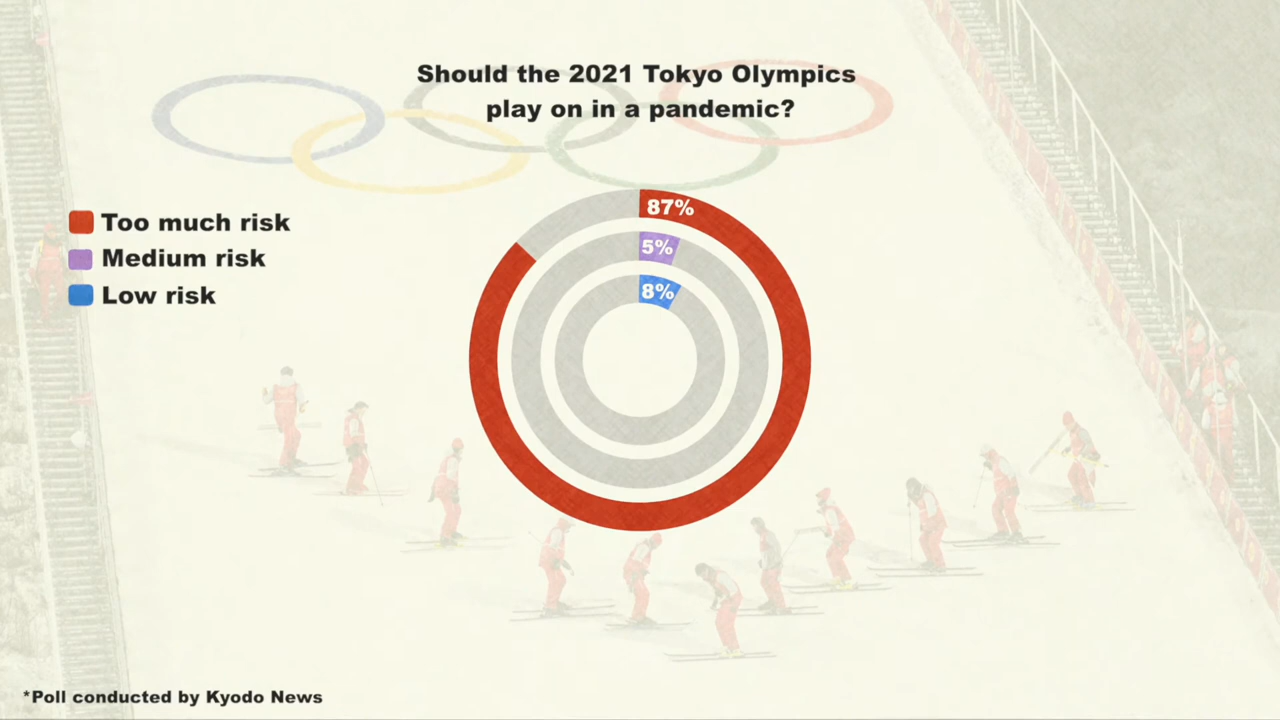 Should the 2021 Tokyo Olympics
play on in a pandemic?
Too much risk
Medium risk
Low risk
87%
5%
8%
*Poll conducted by Kyodo News